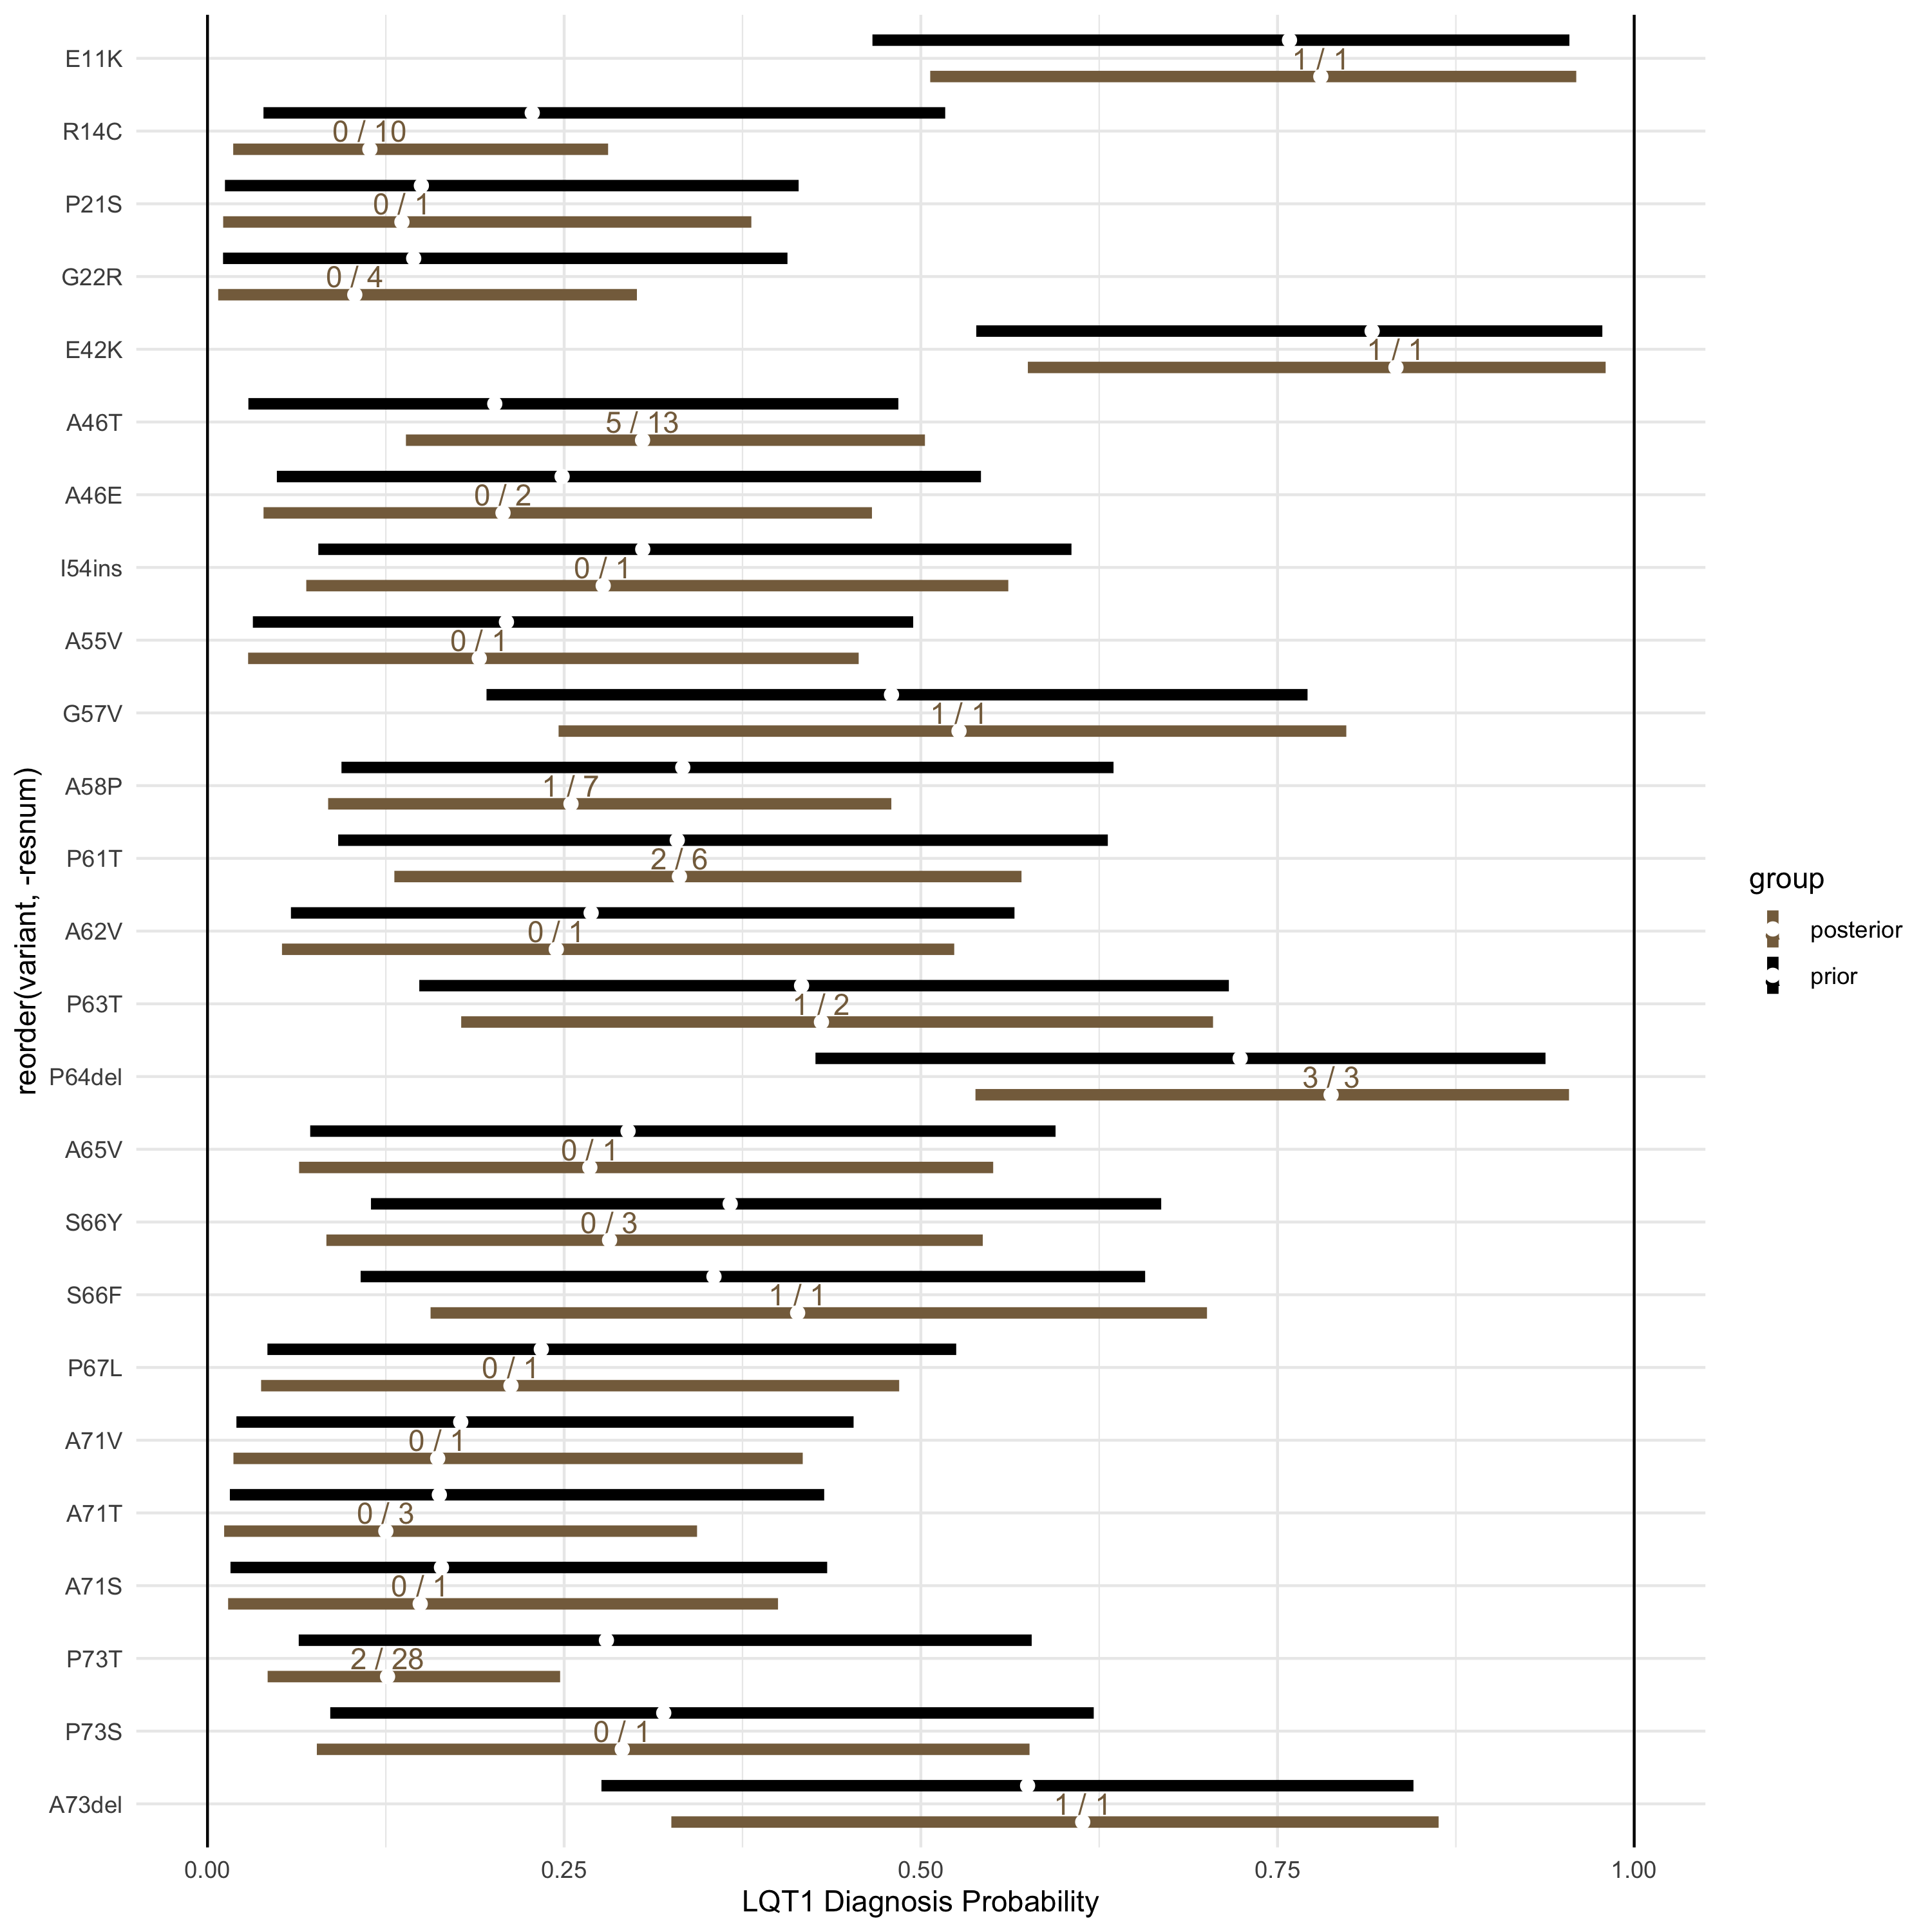 E11K
1 / 1
R14C
0 / 10
P21S
0 / 1
G22R
0 / 4
E42K
1 / 1
A46T
5 / 13
A46E
0 / 2
I54ins
0 / 1
A55V
0 / 1
G57V
1 / 1
A58P
1 / 7
P61T
2 / 6
A62V
0 / 1
P63T
1 / 2
P64del
3 / 3
A65V
0 / 1
S66Y
0 / 3
S66F
1 / 1
P67L
0 / 1
A71V
0 / 1
A71T
0 / 3
A71S
0 / 1
P73T
2 / 28
P73S
0 / 1
A73del
1 / 1
reorder(variant, -resnum)
0.00 0.25 0.50 0.75 1.00
LQT1 Diagnosis Probability
group
posterior
prior